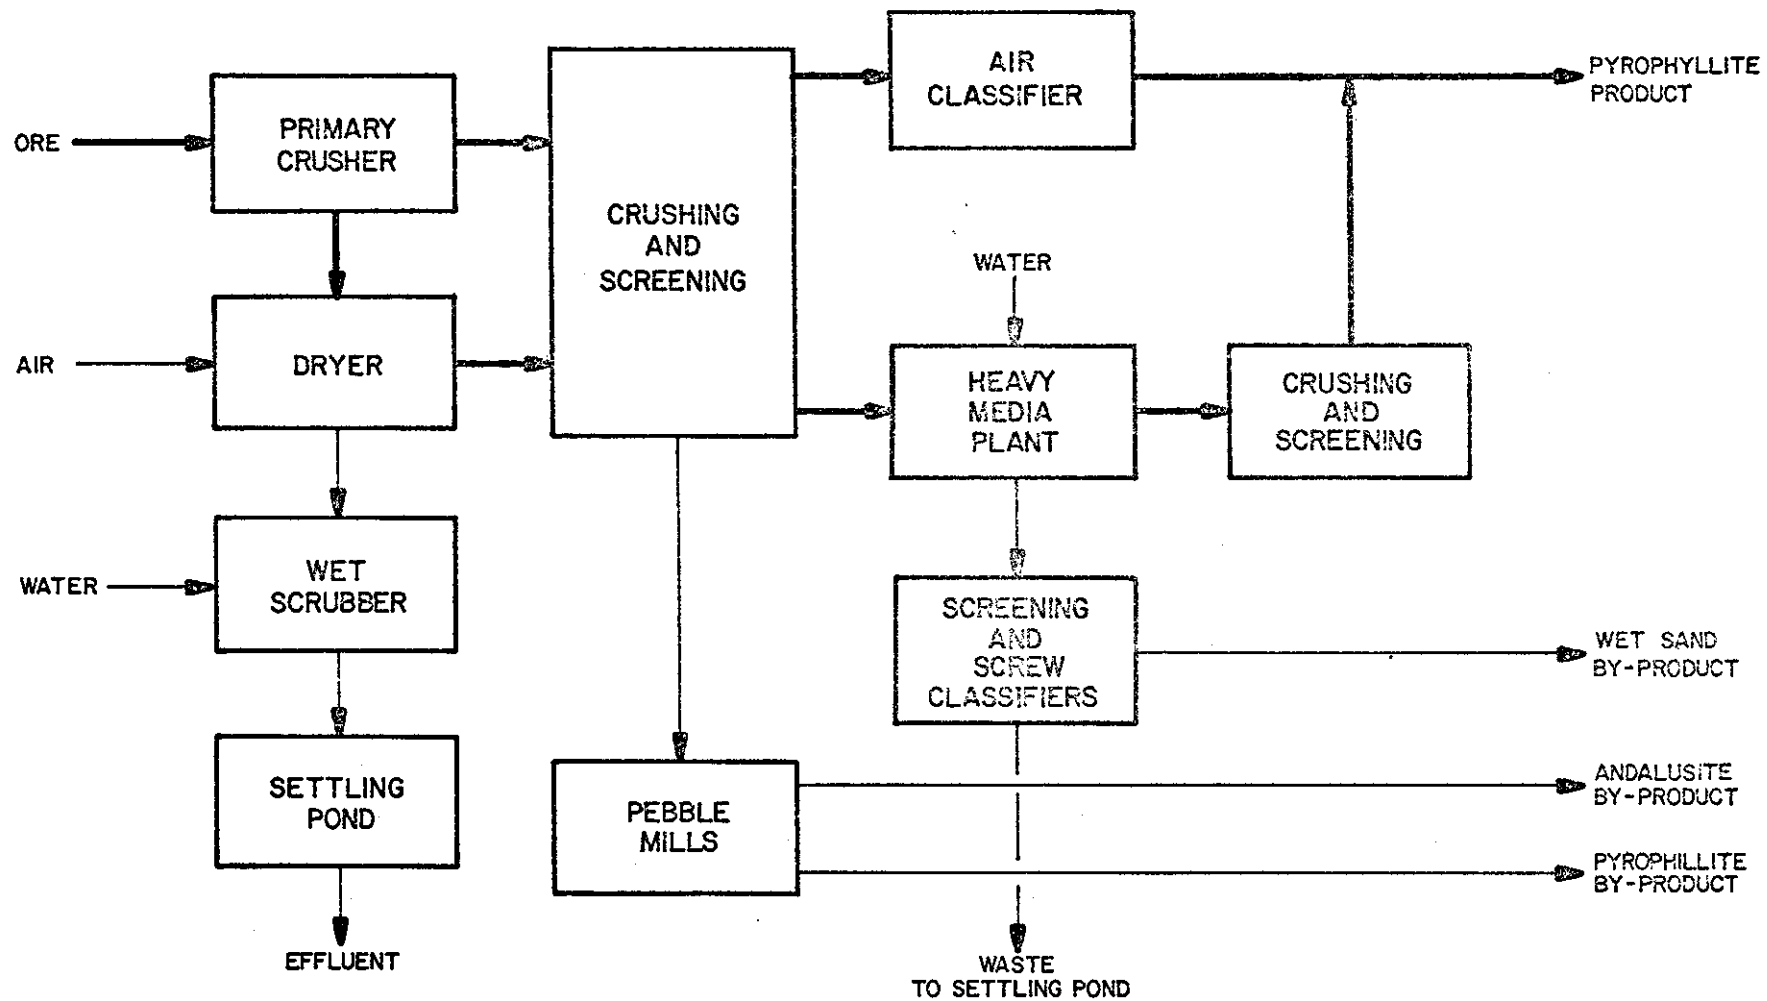 AIR
CLASSIFIER
PYROPHYLLITE
PRODUCT
ORE
PRIMARY
CRUSHER
CRUSHING
AND
SCREENING
WATER
AIR
DRYER
HEAVY
MEDIA
PLANT
CRUSHING
AND
SCREENING
WATER
WET
SCRUBBER
SCREENING
AND
SCREW
CLASSIFIERS
WET SAND
BY-PRODUCT
SETTLING
POND
PEBBLE
MILLS
ANDALUSITE
BY-PRODUCT
PYROPHILLITE
BY-PRODUCT
EFFLUENT
WASTE
TO SETTLING POND